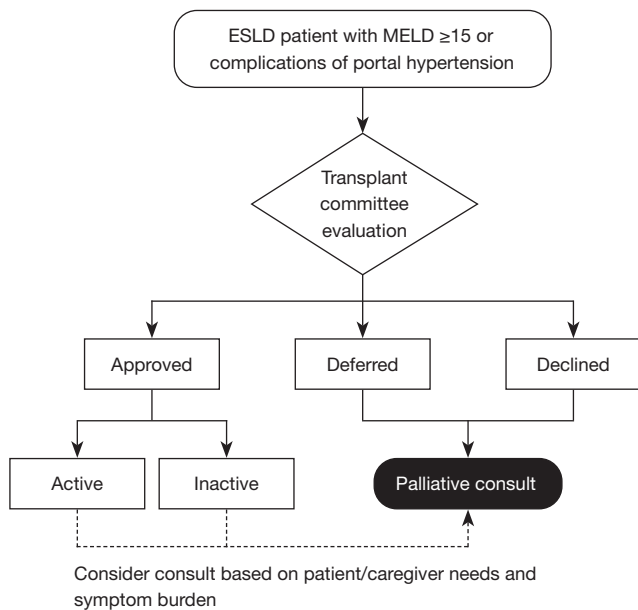 ESLD patient with MELD ≥15 or
complications of portal hypertension
Transplant
committee
evaluation
Approved
Deferred
Declined
Active
Inactive
Palliative consult
Consider consult based on patient/caregiver needs and
symptom burden